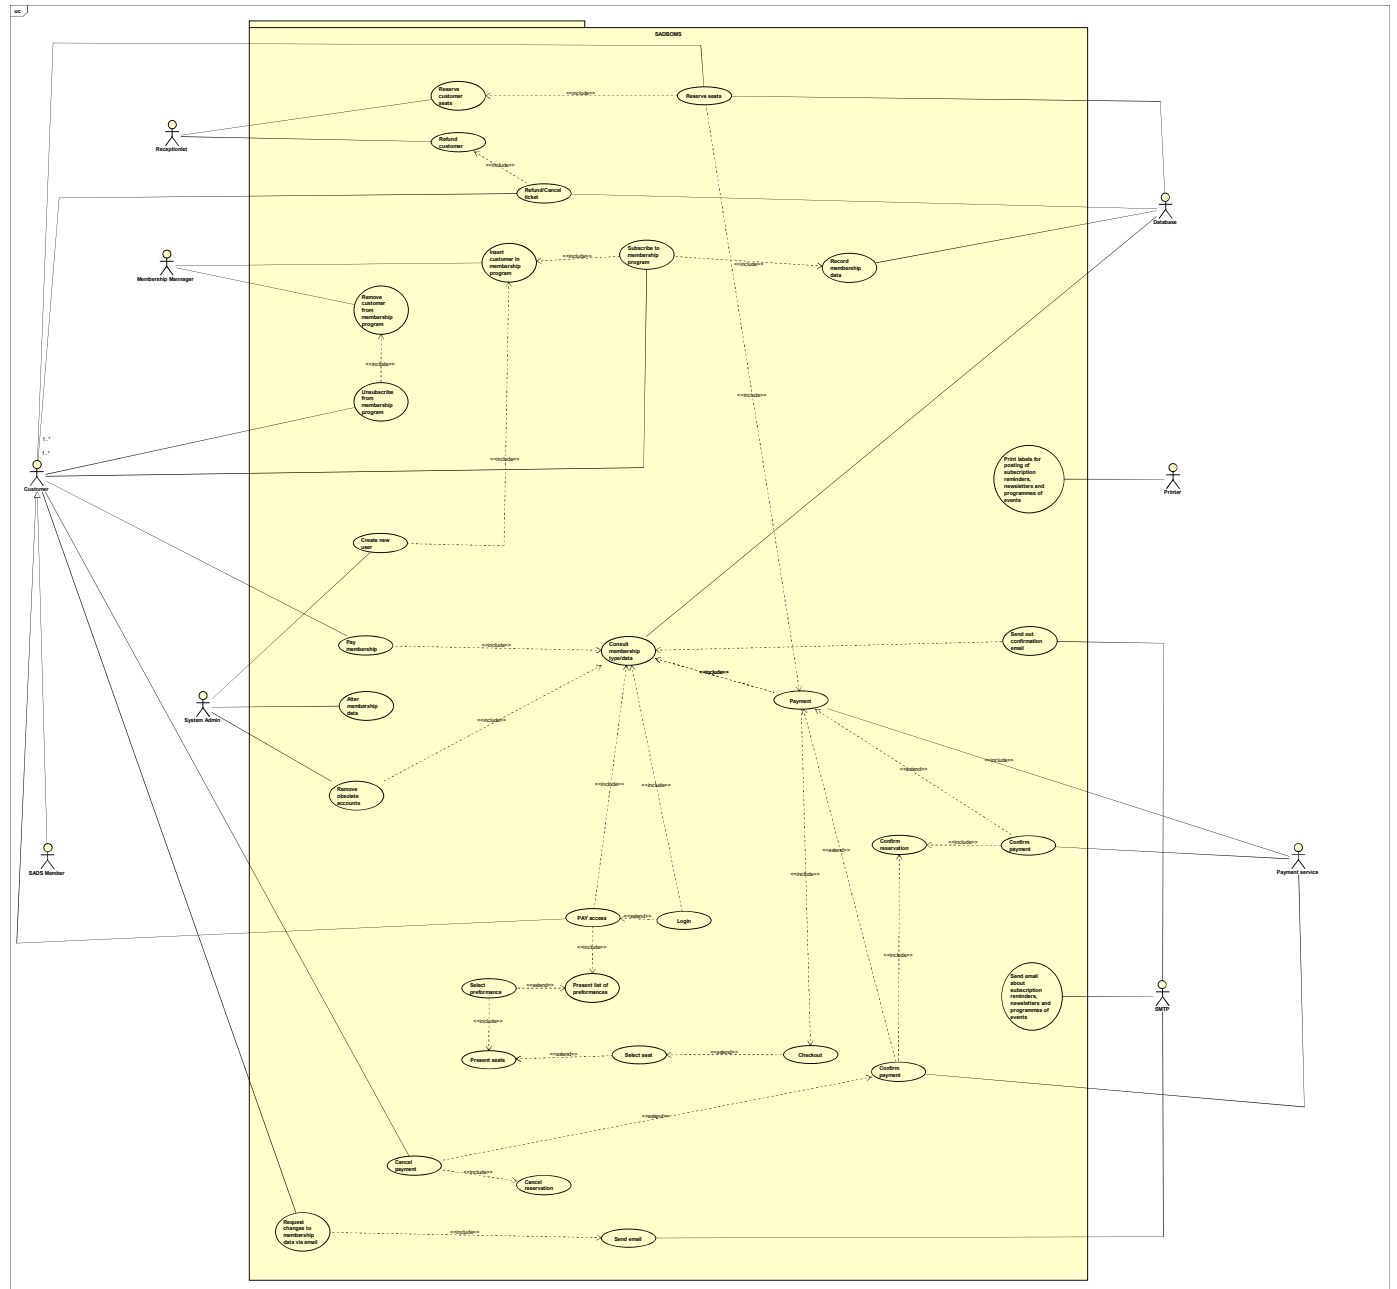 uc
SADBOMS
Reserve
customer
seats
<<include>>
Reserve seats
Receptionist
Refund
customer
<<include>>
Refund/Cancel
ticket
Database
Membership Mannager
Insert
customer in
membership
program
<<include>>
Subscribe to
membership
program
<<include>>
Record
membership
data
Remove
customer
from
membership
program
<<include>>
Unsubscribe
from
membership
program
<<include>>
1..*
1..*
Customer
<<include>>
Print labels for
posting of
subscription
reminders,
newsletters and
programmes of
events
Printer
Create new
user
Pay
membership
<<include>>
Consult
membership
type/data
Send out
confirmation
email
<<include>>
Payment
System Admin
Alter
membership
data
<<include>>
<<include>>
<<extend>>
Remove
obsolete
accounts
<<include>>
<<include>>
SADS Member
Confirm
reservation
<<include>>
Confirm
payment
<<extend>>
Payment service
<<include>>
PAY access
<<extend>>
Login
<<include>>
<<include>>
Select
preformance
<<extend>>
Present list of
preformances
Send email
about
subscription
reminders,
newsletters and
programmes of
events
SMTP
<<include>>
Present seats
<<extend>>
Select seat
<<extend>>
Checkout
Confirm
payment
<<extend>>
Cancel
payment
<<include>>
Cancel
reservation
Request
changes to
membership
data via email
<<include>>
Send email